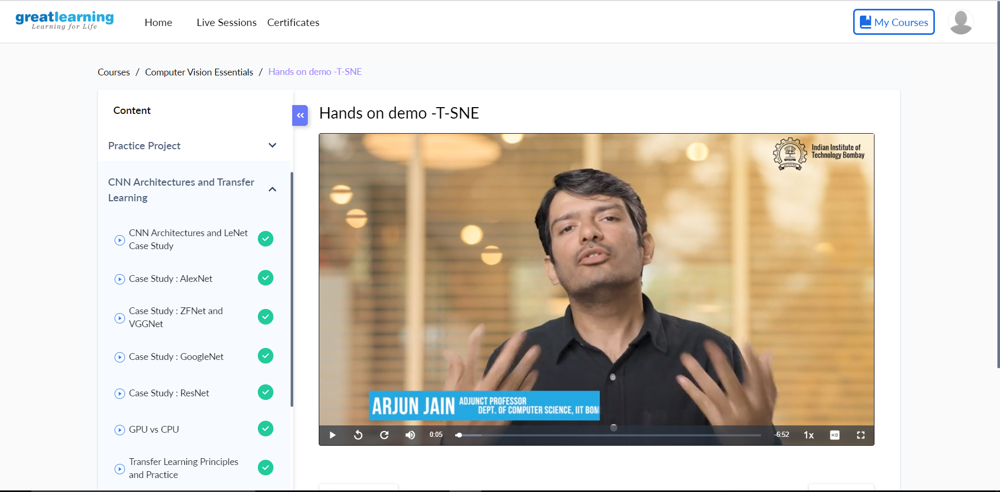 greatlearning
Learning for Life
Home
Live Sessions
Certificates
My Courses
Courses / Computer Vision Essentials / Hands on demo -T-SNE
Content
Practice Project
CNN Architectures and Transfer
Learning
CNN Architectures and LeNet
Case Study
Case Study : AlexNet
Case Study : ZFNet and
VGGNet
Case Study : GoogleNet
Case Study : ResNet
GPU vs CPU
Transfer Learning Principles
and Practice
Hands on demo -T-SNE
Indian Institute of
Technology Bombay
ARJUN JAIN
ADJUNCT PROFESSOR
DEPT. OF COMPUTER SCIENCE, IIT BOM
0:05
-6:52
1x
HD